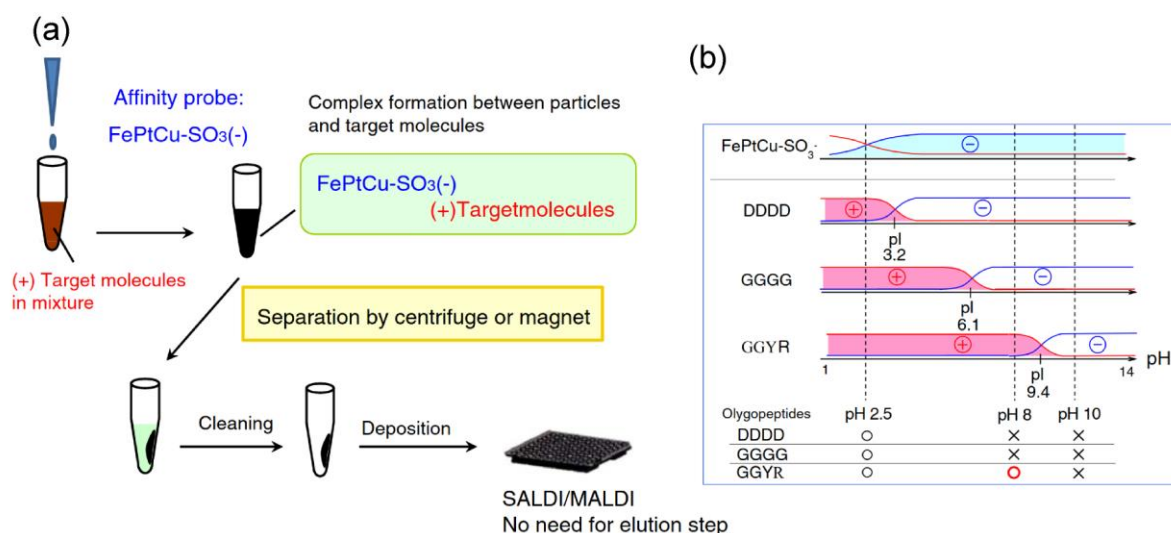 (a)
Affinity probe:
FePtCu-SO3(-)
Complex formation between particles
and target molecules
FePtCu-SO3(-)
(+)Targetmolecules
(+) Target molecules
in mixture
Separation by centrifuge or magnet
Cleaning
Deposition
SALDI/MALDI
No need for elution step
(b)
FePtCu-SO3-
−
DDDD
+
−
pI
3.2
GGGG
+
−
pI
6.1
GGYR
+
−
pI
9.4
1
14
pH
Olygopeptides
pH 2.5
pH 8
pH 10
DDDD ○ × ×
GGGG ○ × ×
GGYR ○ ○ ×